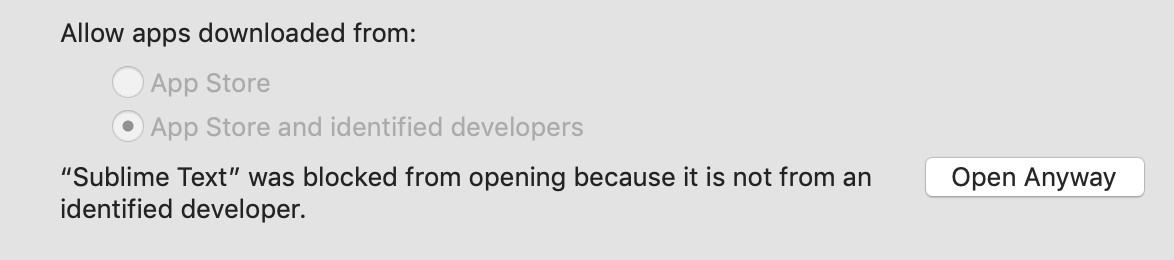 Allow apps downloaded from:
App Store
App Store and identified developers
“Sublime Text” was blocked from opening because it is not from an
identified developer.
Open Anyway